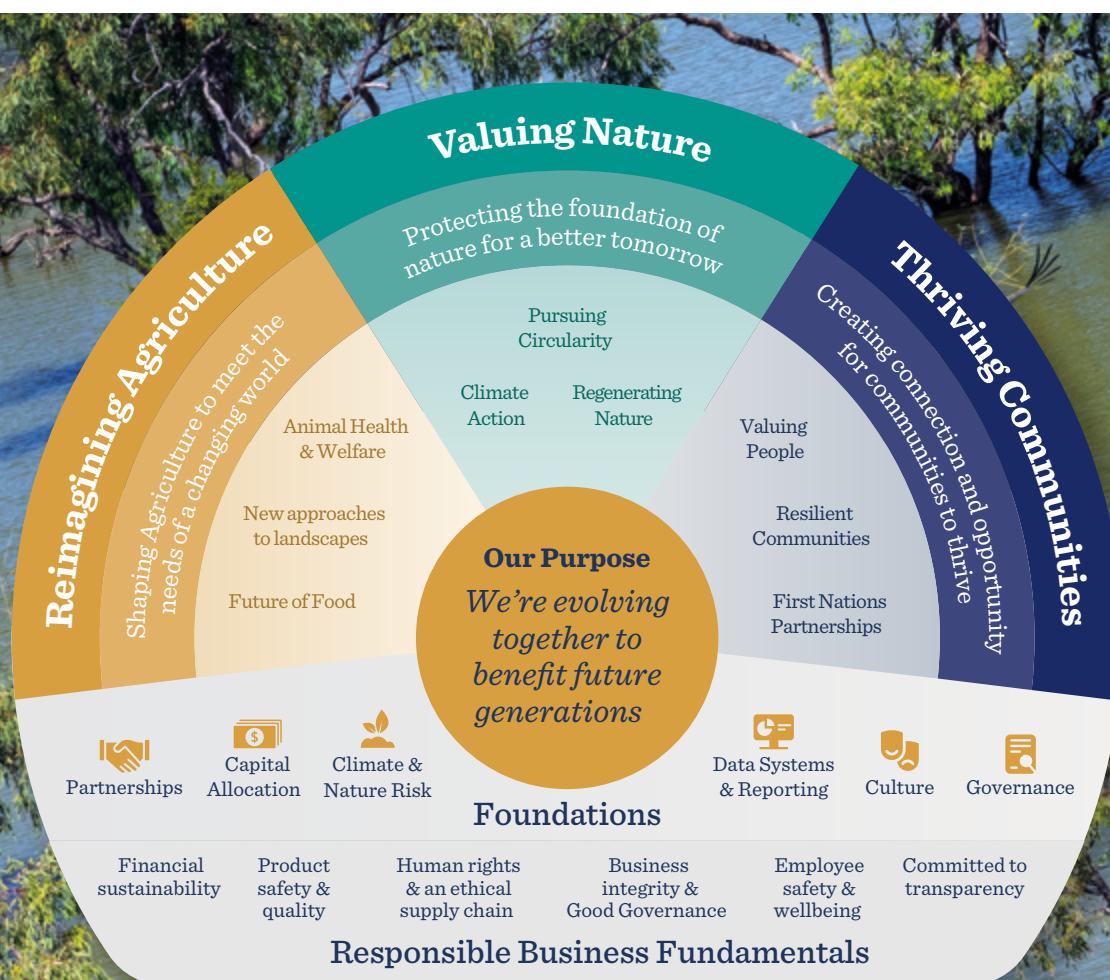 Valuing Nature
Protecting the foundation of
nature for a better tomorrow
Pursuing
Circularity
Climate
Action
Regenerating
Nature
Reimagining Agriculture
Shaping Agriculture to meet the
needs of a changing world
Animal Health
& Welfare
New approaches
to landscapes
Future of Food
Thriving Communities
Creating connection and opportunity
for communities to thrive
Valuing
People
Resilient
Communities
First Nations
Partnerships
Our Purpose
We’re evolving
together to
benefit future
generations
Partnerships
Capital
Allocation
Climate &
Nature Risk
Data Systems
& Reporting
Culture
Governance
Foundations
Financial
sustainability
Product
safety &
quality
Human rights
& an ethical
supply chain
Business
integrity &
Good Governance
Employee
safety &
wellbeing
Committed to
transparency
Responsible Business Fundamentals